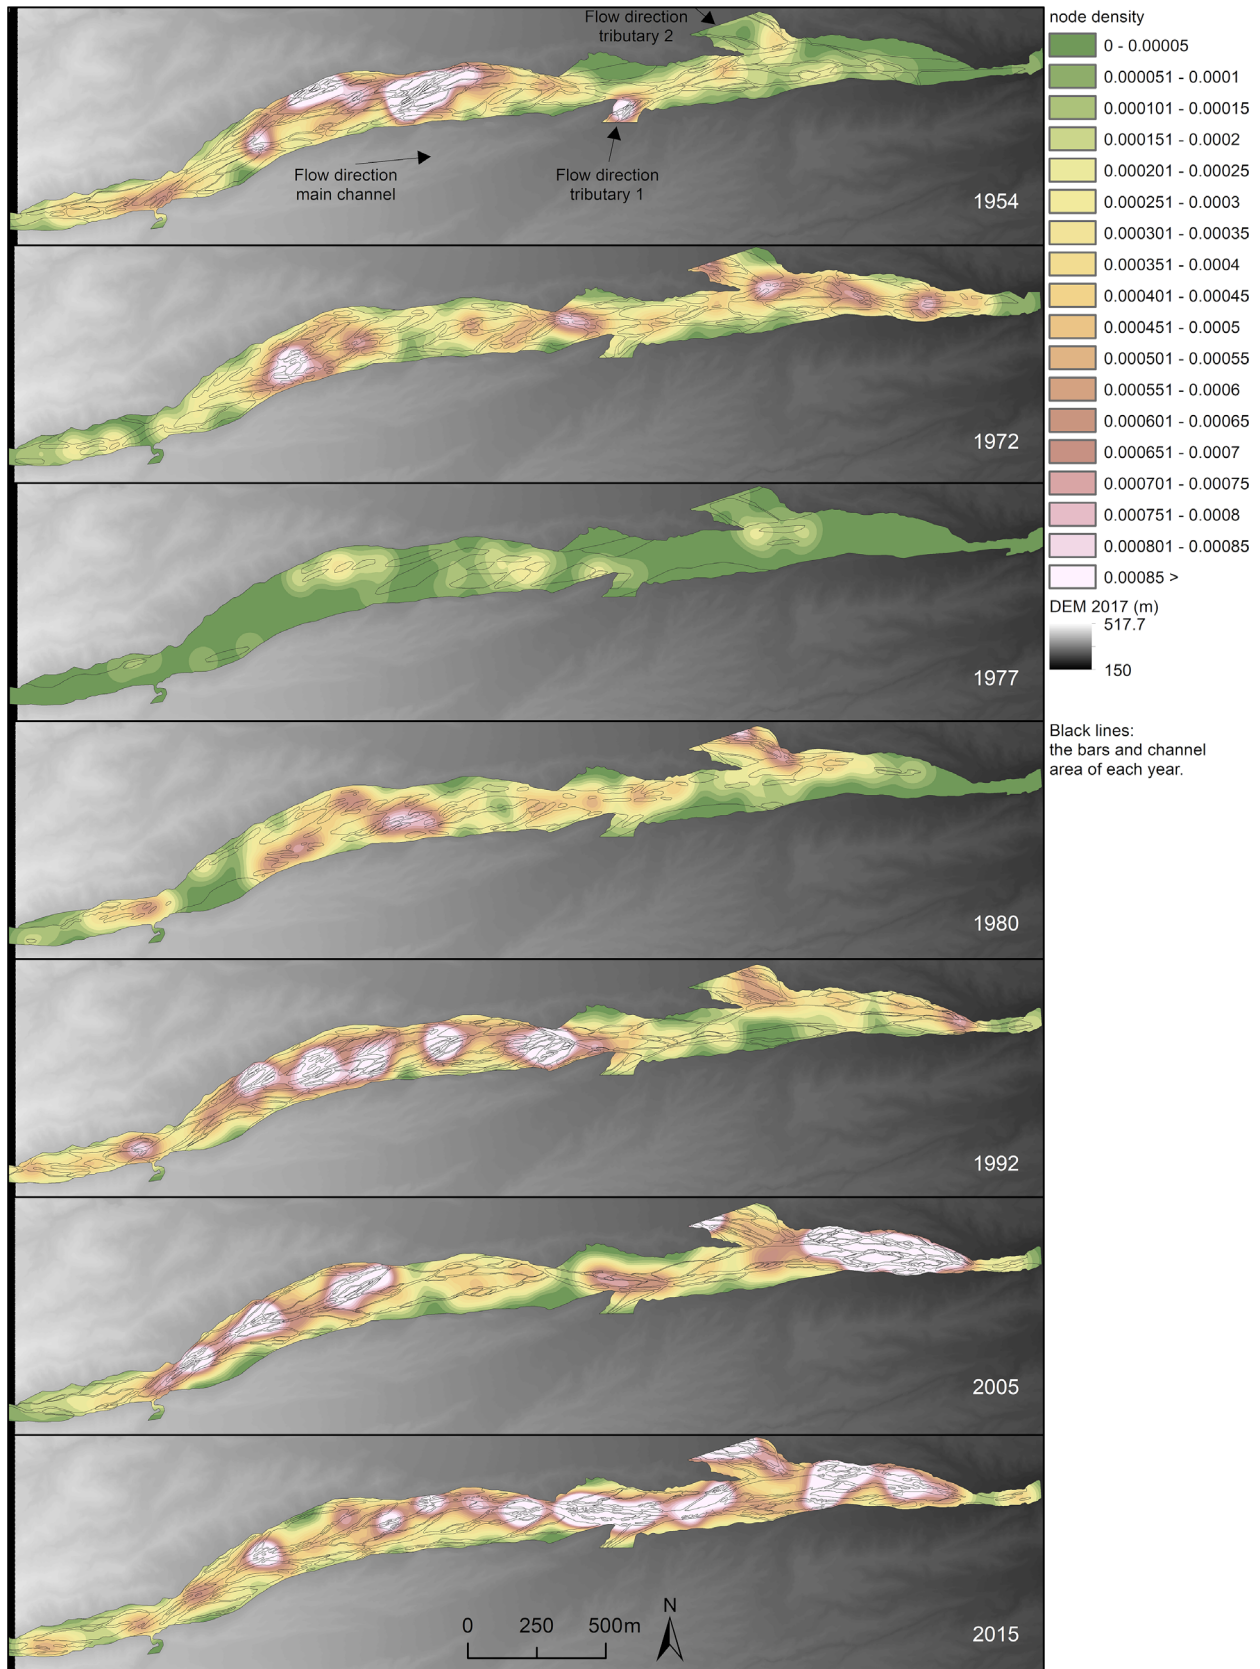 Flow direction
tributary 2
Flow direction
main channel
Flow direction
tributary 1
1954
1972
1977
1980
1992
2005
0 250 500m
N
2015
node density
0 - 0.00005
0.000051 - 0.0001
0.000101 - 0.00015
0.000151 - 0.0002
0.000201 - 0.00025
0.000251 - 0.0003
0.000301 - 0.00035
0.000351 - 0.0004
0.000401 - 0.00045
0.000451 - 0.0005
0.000501 - 0.00055
0.000551 - 0.0006
0.000601 - 0.00065
0.000651 - 0.0007
0.000701 - 0.00075
0.000751 - 0.0008
0.000801 - 0.00085
0.00085 >
DEM 2017 (m)
517.7
150
Black lines:
the bars and channel
area of each year.